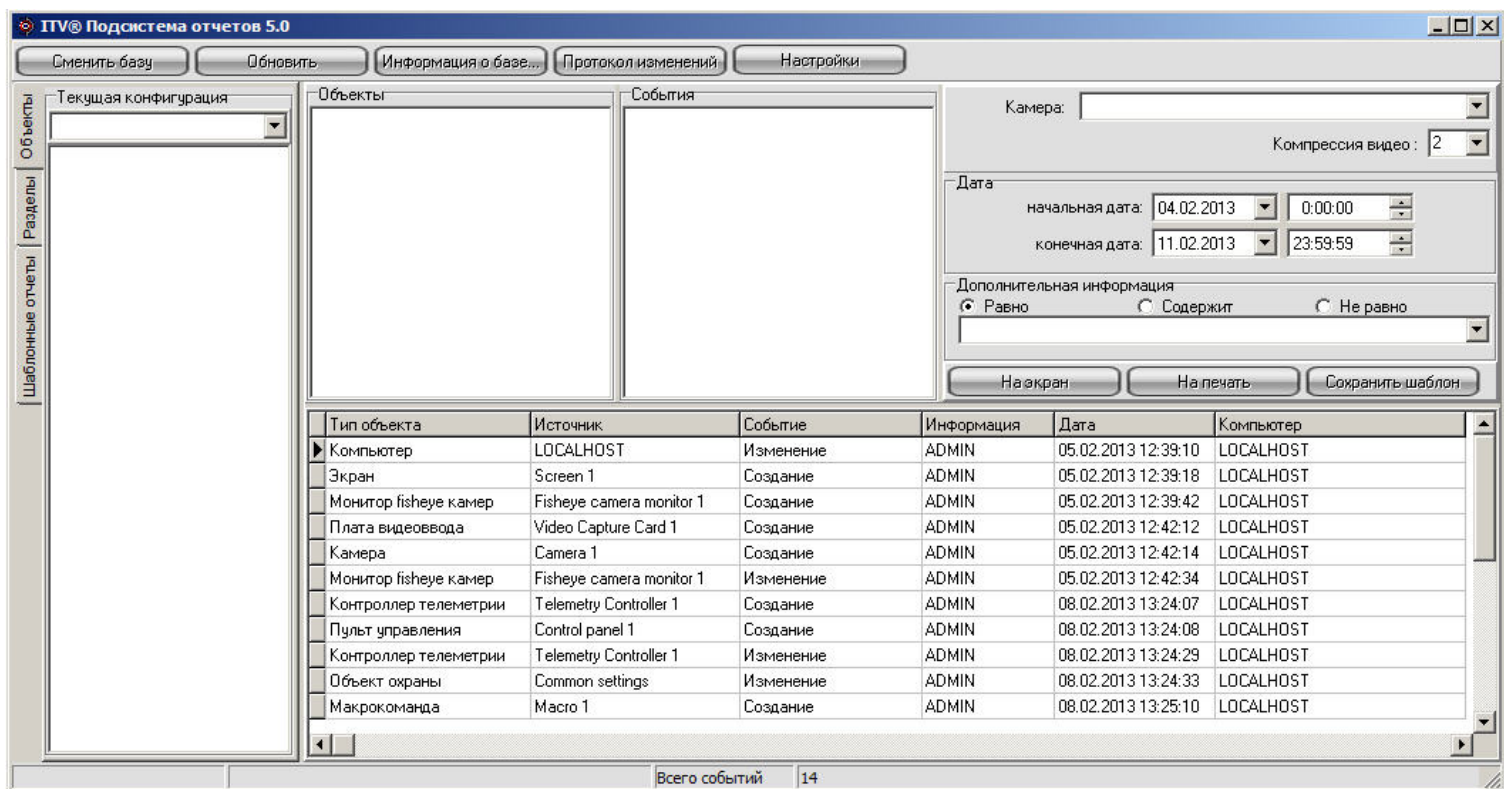 ITV® Подсистема отчетов 5.0
Сменить базу Обновить Информация о базе... Протокол изменений Настройки
Объекты
Разделы
Шаблонные отчеты
Текущая конфигурация
Объекты
События
Камера:
Компрессия видео : 2
Дата
начальная дата: 04.02.2013 0:00:00
конечная дата: 11.02.2013 23:59:59
Дополнительная информация
Равно Содержит Не равно
На экран На печать Сохранить шаблон
Тип объекта Источник Событие Информация Дата Компьютер
Компьютер LOCALHOST Изменение ADMIN 05.02.2013 12:39:10 LOCALHOST
Экран Screen 1 Создание ADMIN 05.02.2013 12:39:18 LOCALHOST
Монитор fisheye камер Fisheye camera monitor 1 Создание ADMIN 05.02.2013 12:39:42 LOCALHOST
Плата видеоввода Video Capture Card 1 Создание ADMIN 05.02.2013 12:42:12 LOCALHOST
Камера Camera 1 Создание ADMIN 05.02.2013 12:42:14 LOCALHOST
Монитор fisheye камер Fisheye camera monitor 1 Изменение ADMIN 05.02.2013 12:42:34 LOCALHOST
Контроллер телеметрии Telemetry Controller 1 Создание ADMIN 08.02.2013 13:24:07 LOCALHOST
Пульт управления Control panel 1 Создание ADMIN 08.02.2013 13:24:08 LOCALHOST
Контроллер телеметрии Telemetry Controller 1 Изменение ADMIN 08.02.2013 13:24:29 LOCALHOST
Объект охраны Common settings Изменение ADMIN 08.02.2013 13:24:33 LOCALHOST
Макрокоманда Macro 1 Создание ADMIN 08.02.2013 13:25:10 LOCALHOST
Всего событий 14